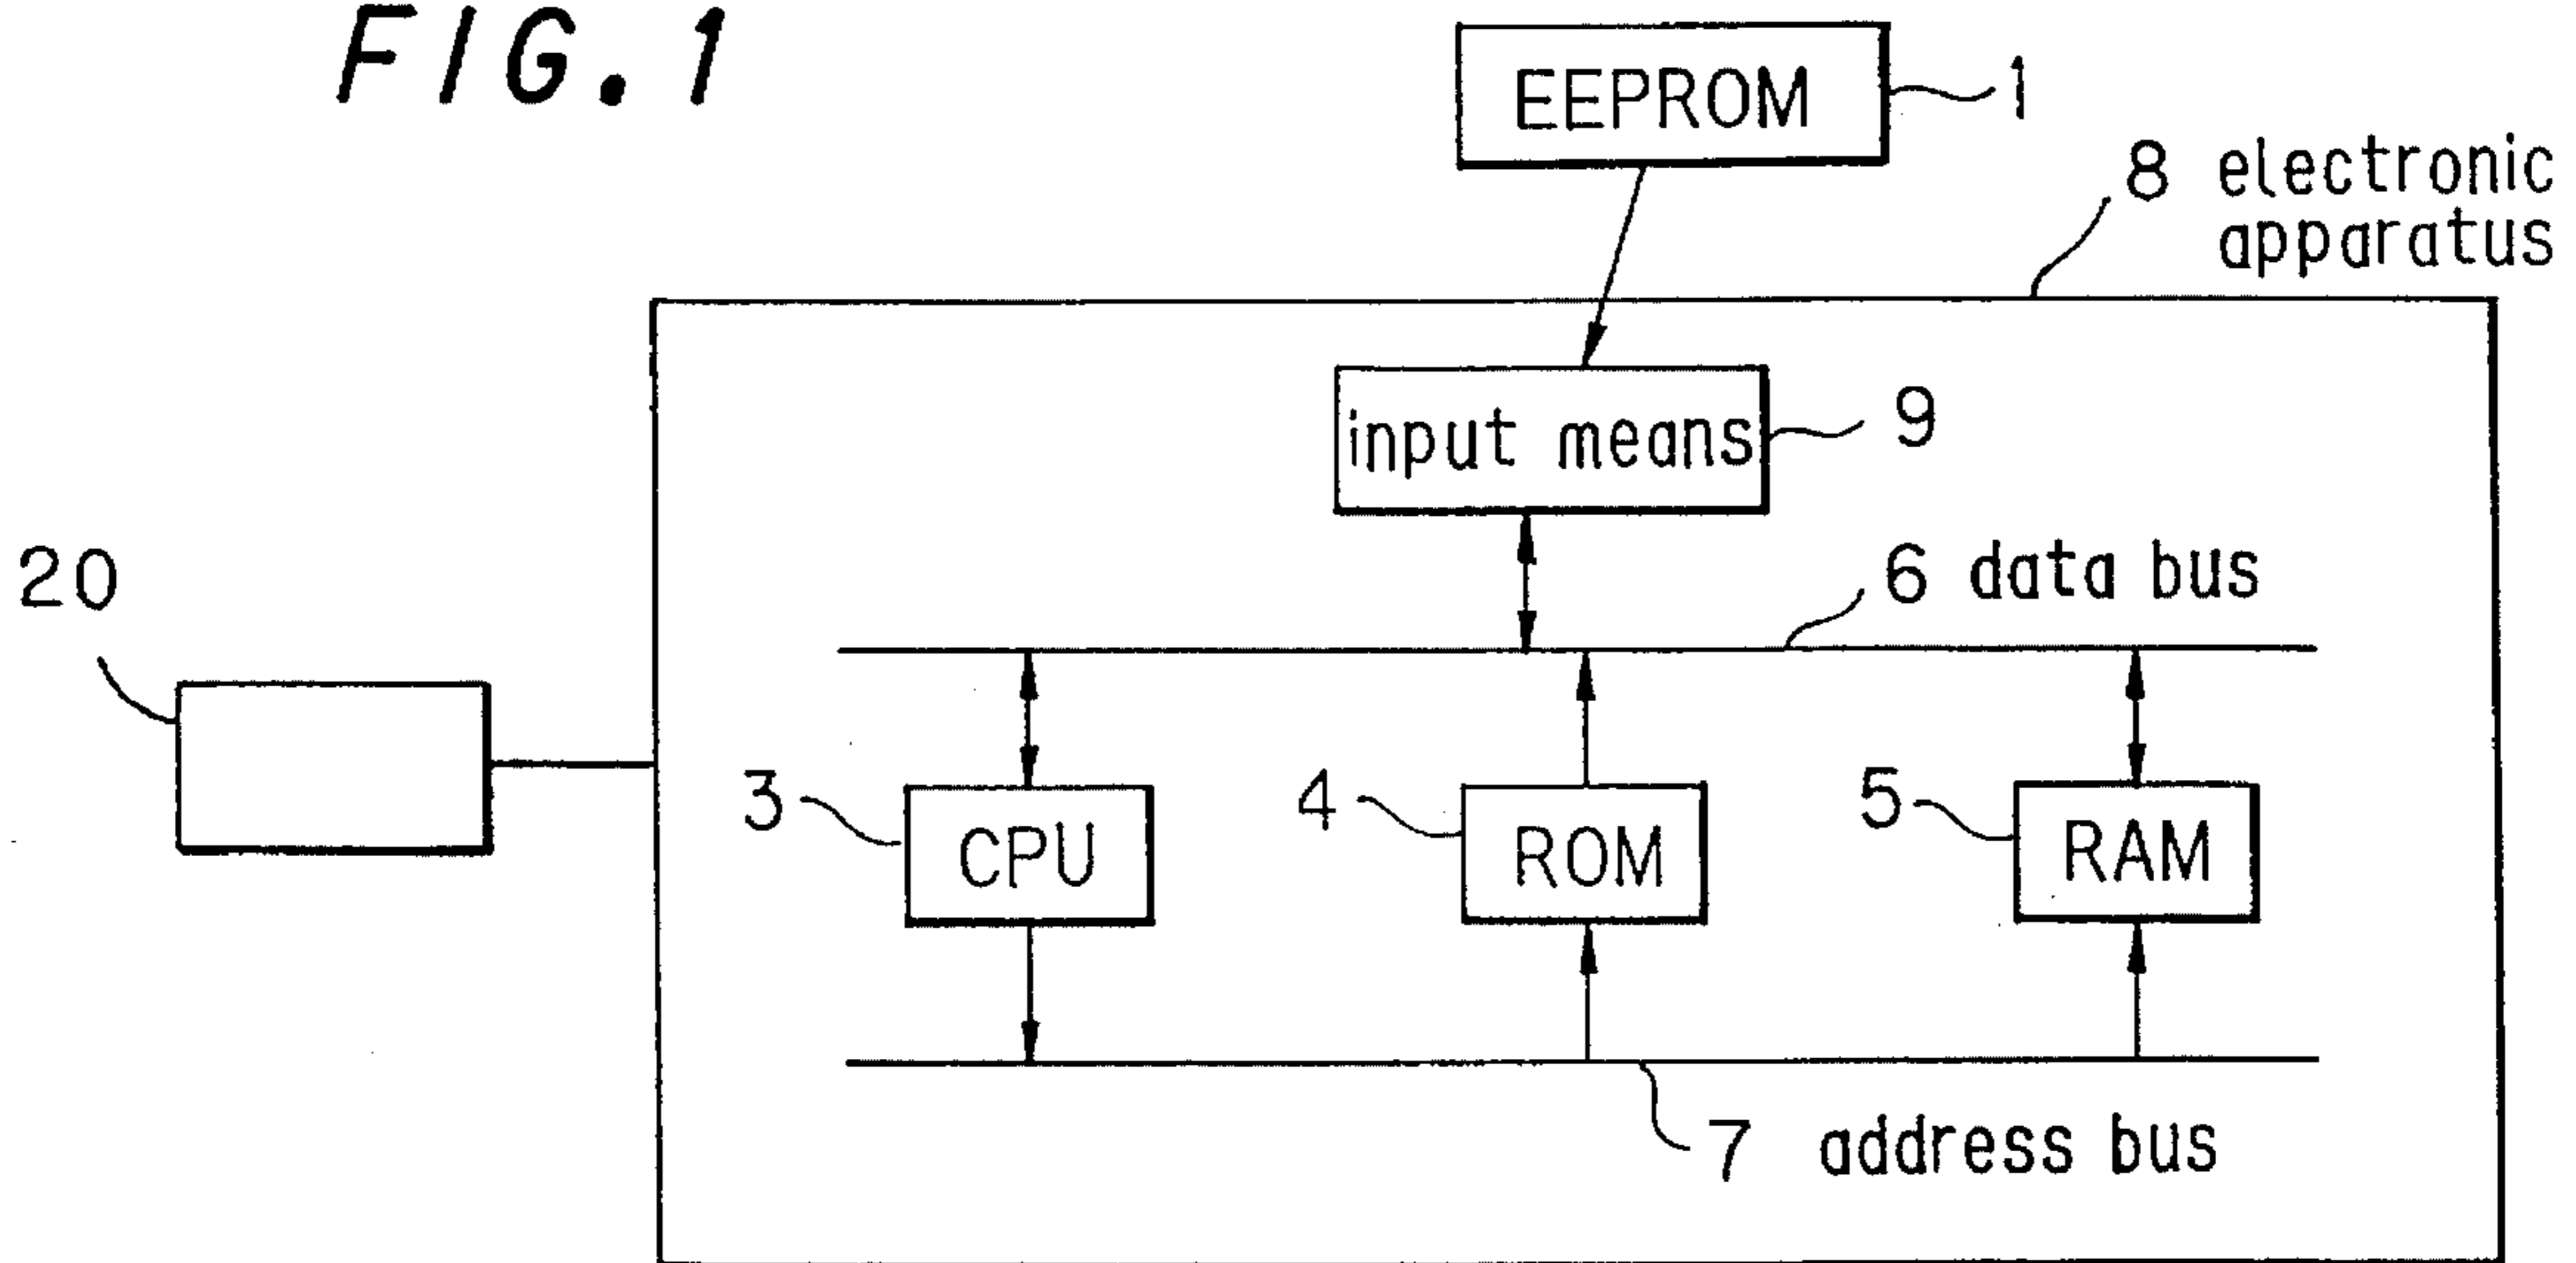 FIG. 1
EEPROM
1
8 electronic
apparatus
input means
9
20
6 data bus
3
CPU
4
ROM
5
RAM
7 address bus